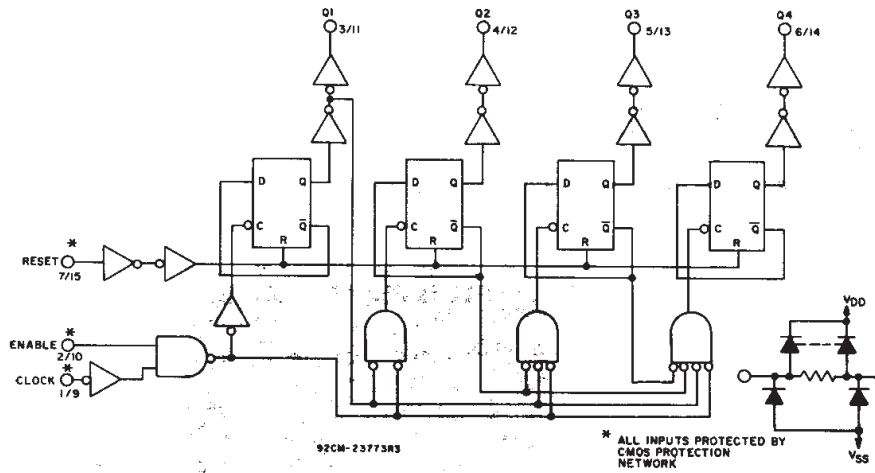 Q1
3/11
Q2
4/12
Q3
5/13
Q4
6/14
D Q
C Q̅
R
D Q
C Q̅
R
D Q
C Q̅
R
D Q
C Q̅
R
*
RESET
7/15
*
ENABLE
2/10
*
CLOCK
1/9
VDD
VSS
92CM-23773R3
* ALL INPUTS PROTECTED BY
CMOS PROTECTION
NETWORK